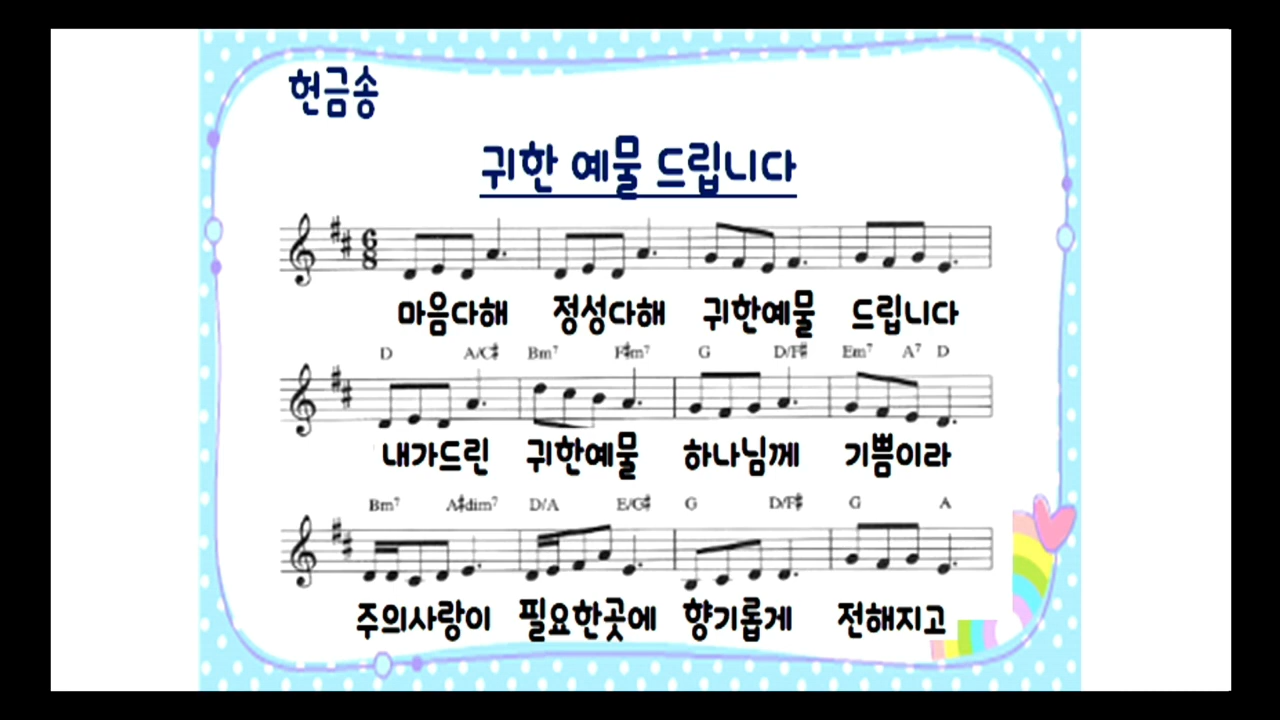 헌금송
귀한 예물 드립니다
마음다해 정성다해 귀한예물 드립니다
D A/C♯ Bm7 F♯m7 G D/F♯ Em7 A7 D
내가드린 귀한예물 하나님께 기쁨이라
Bm7 A♯dim7 D/A E/G♯ G D/F♯ G A
주의사랑이 필요한곳에 향기롭게 전해지고